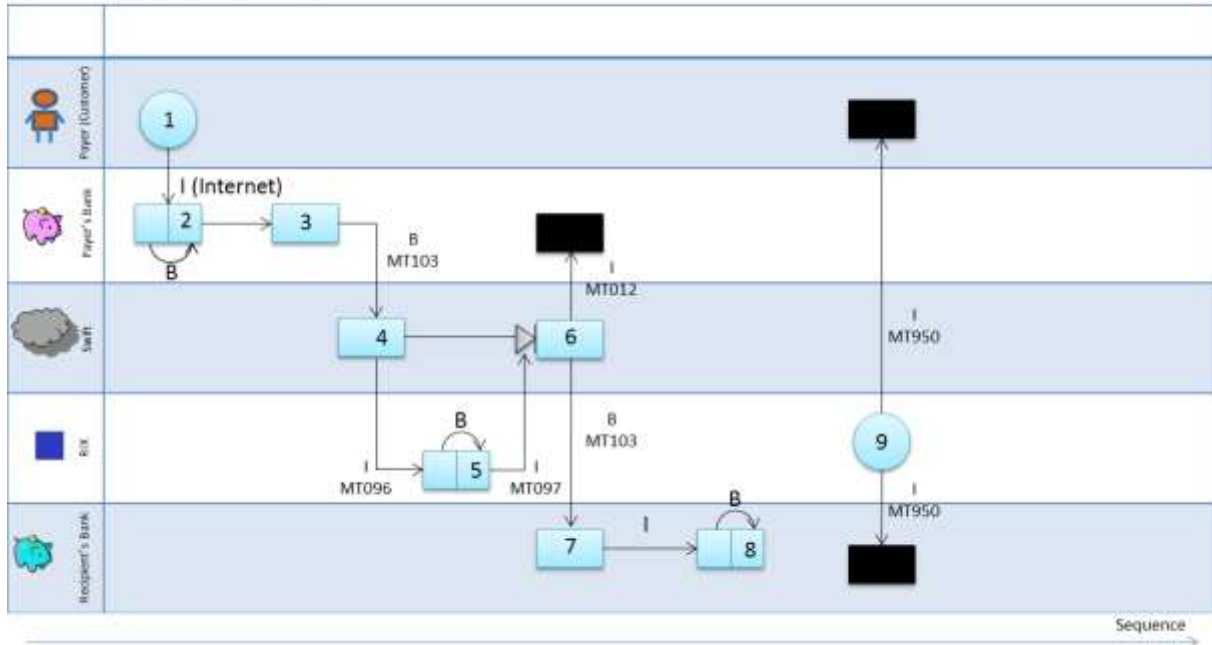 Payer (Customer)
1
I (Internet)
Payer's Bank
2
3
B
B
MT103
I
MT012
Swift
4
6
I
MT950
B
B
MT103
9
RIX
5
I
MT096
I
MT097
I
MT950
B
Recipient's Bank
7
I
8
Sequence